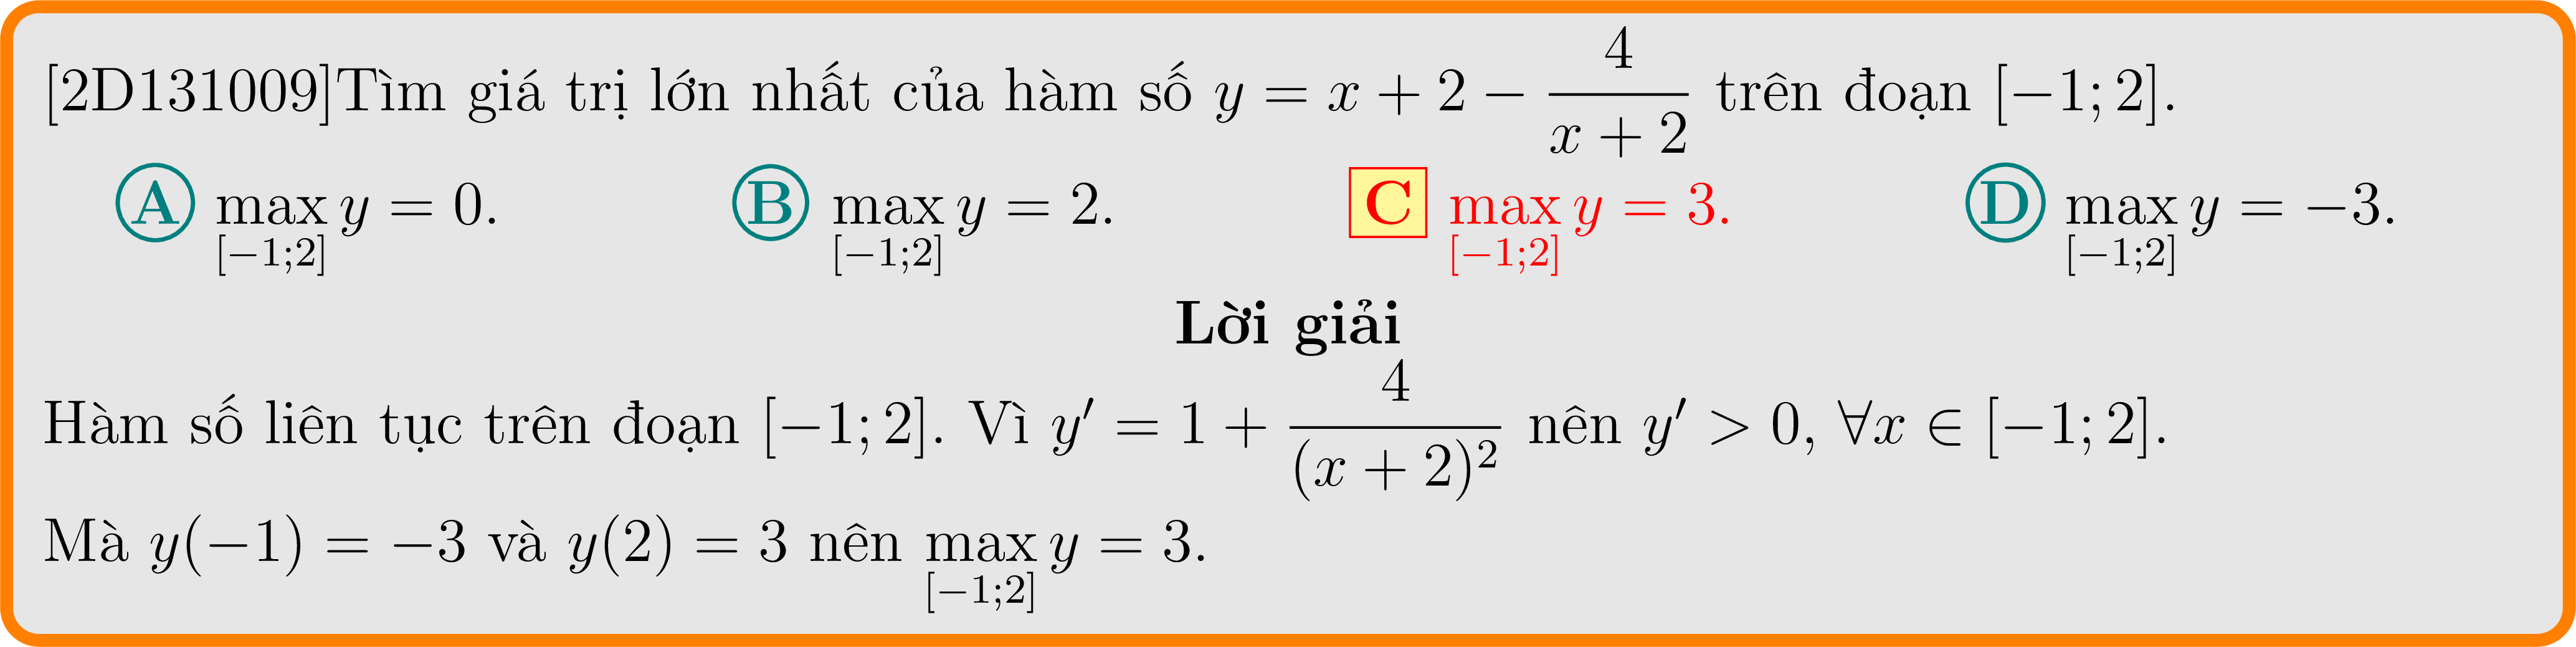 [2D131009]Tìm giá trị lớn nhất của hàm số $y = x + 2 - \dfrac{4}{x+2}$ trên đoạn $[-1; 2]$.
A $\max\limits_{[-1;2]} y = 0$. B $\max\limits_{[-1;2]} y = 2$. C $\max\limits_{[-1;2]} y = 3$. D $\max\limits_{[-1;2]} y = -3$.
Lời giải
Hàm số liên tục trên đoạn $[-1; 2]$. Vì $y' = 1 + \dfrac{4}{(x+2)^2}$ nên $y' > 0, \forall x \in [-1; 2]$.
Mà $y(-1) = -3$ và $y(2) = 3$ nên $\max\limits_{[-1;2]} y = 3$.